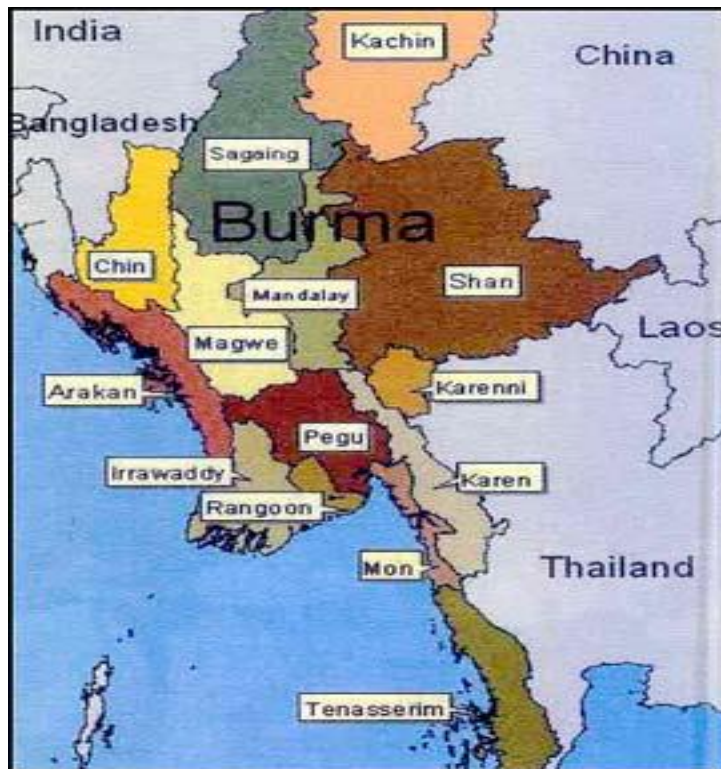 India
Kachin
China
Bangladesh
Sagaing
Burma
Chin
Mandalay
Shan
Laos
Magwe
Arakan
Karenni
Pegu
Irrawaddy
Karen
Rangoon
Mon
Thailand
Tenasserim